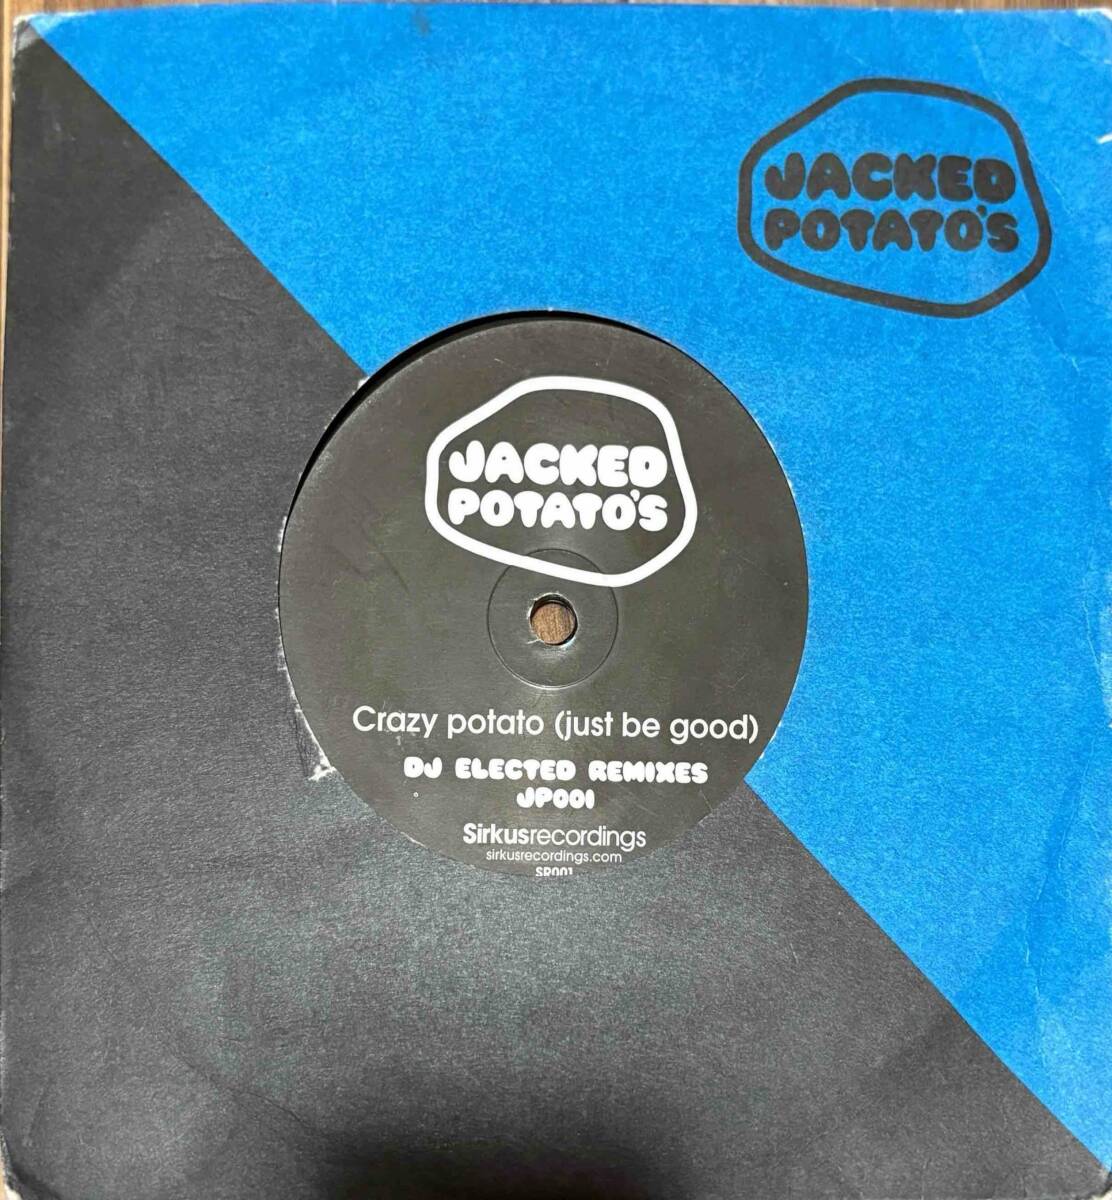 JACKED
POTATO'S
JACKED
POTATO'S
Crazy potato (just be good)
DJ ELECTED REMIXES
JP001
Sirkusrecordings
sirkusrecordings.com
SR001